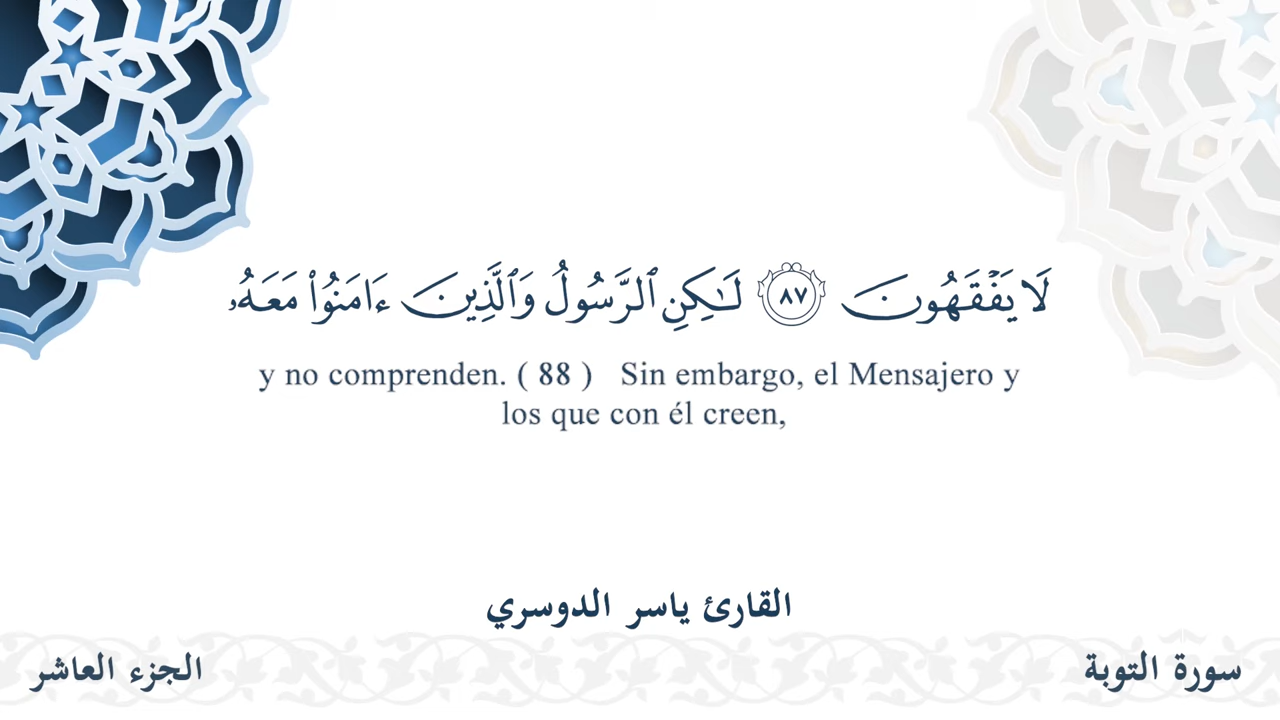 لَا يَفْقَهُونَ ٨٧ لَٰكِنِ ٱلرَّسُولُ وَٱلَّذِينَ ءَامَنُوا۟ مَعَهُۥ
y no comprenden. ( 88 ) Sin embargo, el Mensajero y
los que con él creen,
القارئ ياسر الدوسري
سورة التوبة
الجزء العاشر